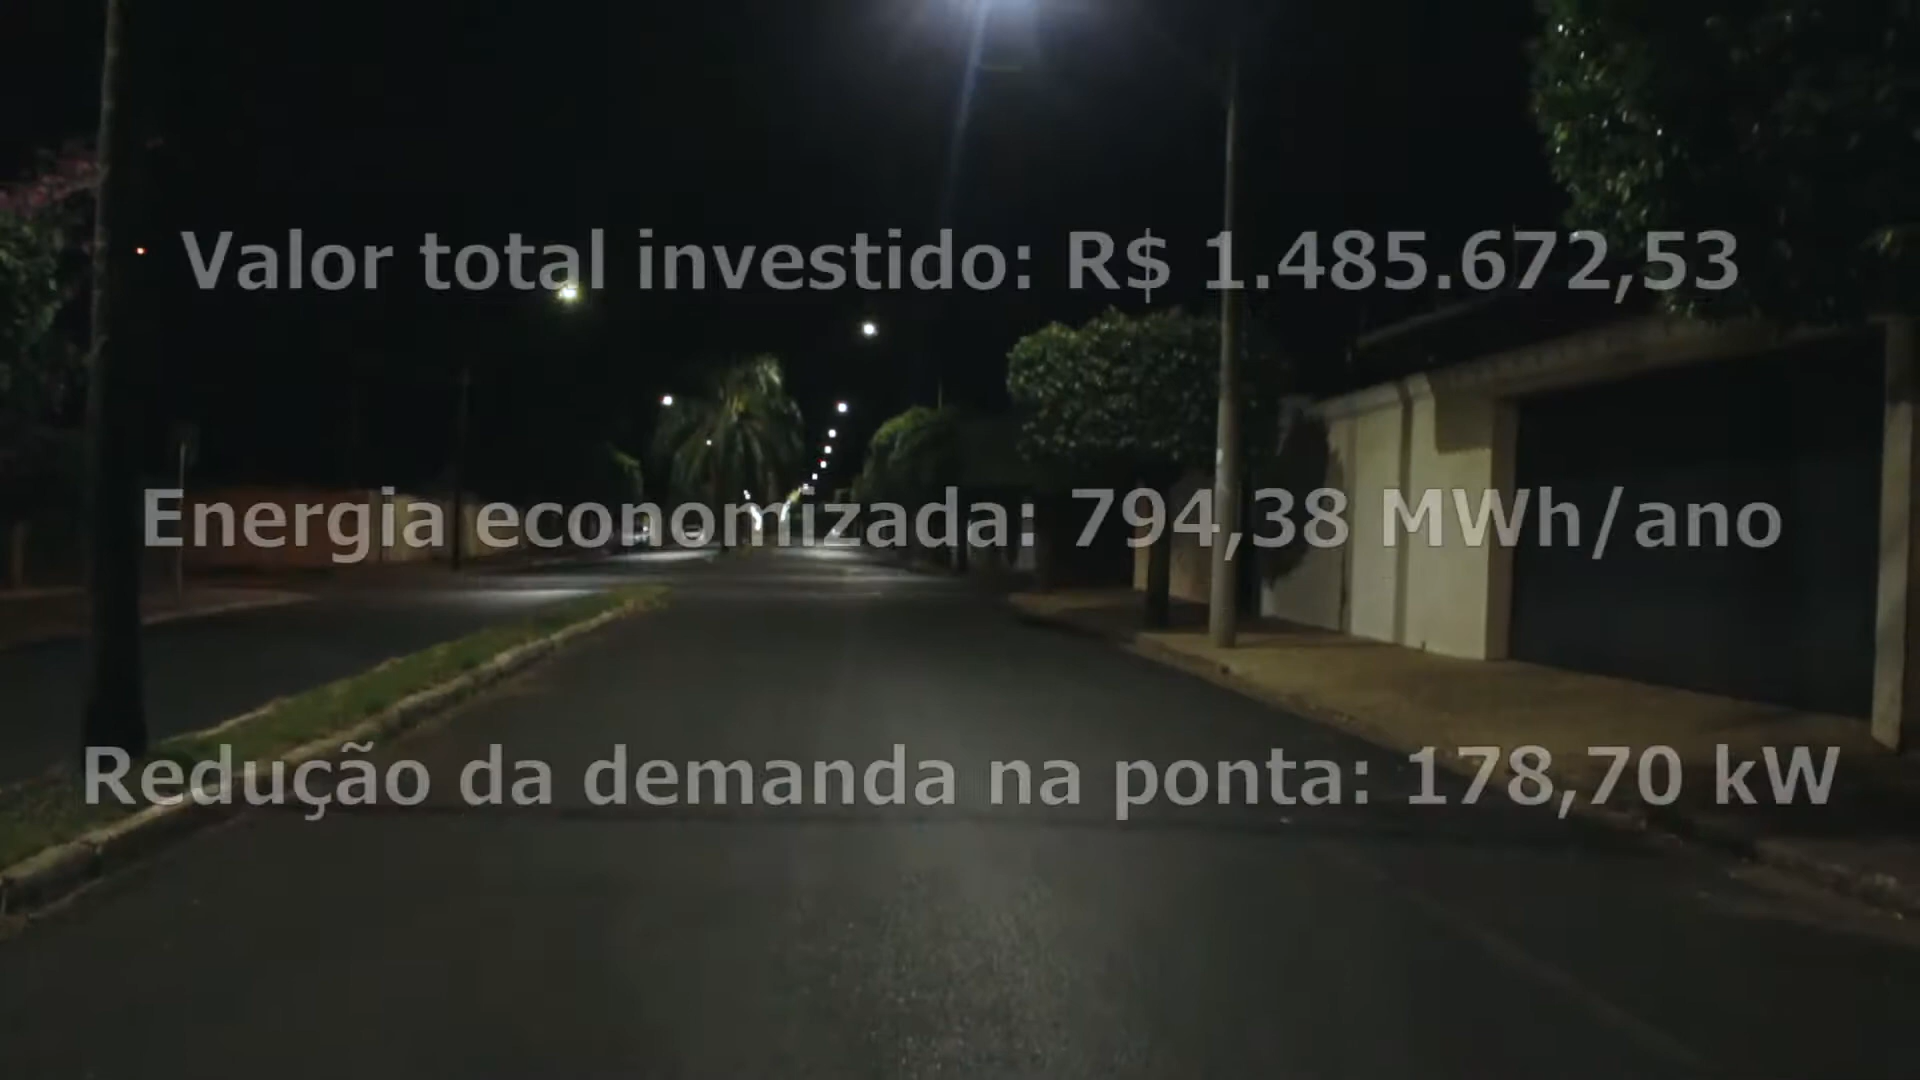 Valor total investido: R$ 1.485.672,53
Energia economizada: 794,38 MWh/ano
Redução da demanda na ponta: 178,70 kW